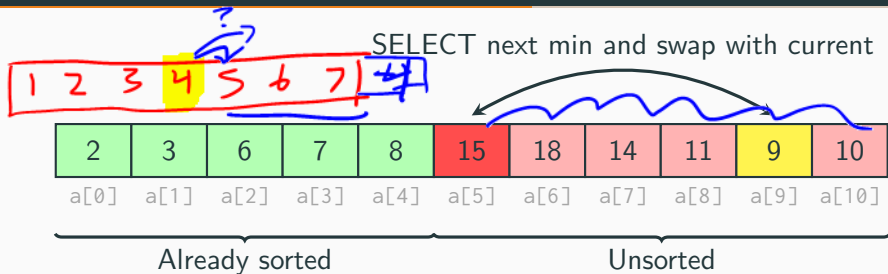 ?
SELECT next min and swap with current
1 2 3 4 5 6 7
2 3 6 7 8 15 18 14 11 9 10
a[0] a[1] a[2] a[3] a[4] a[5] a[6] a[7] a[8] a[9] a[10]
Already sorted Unsorted